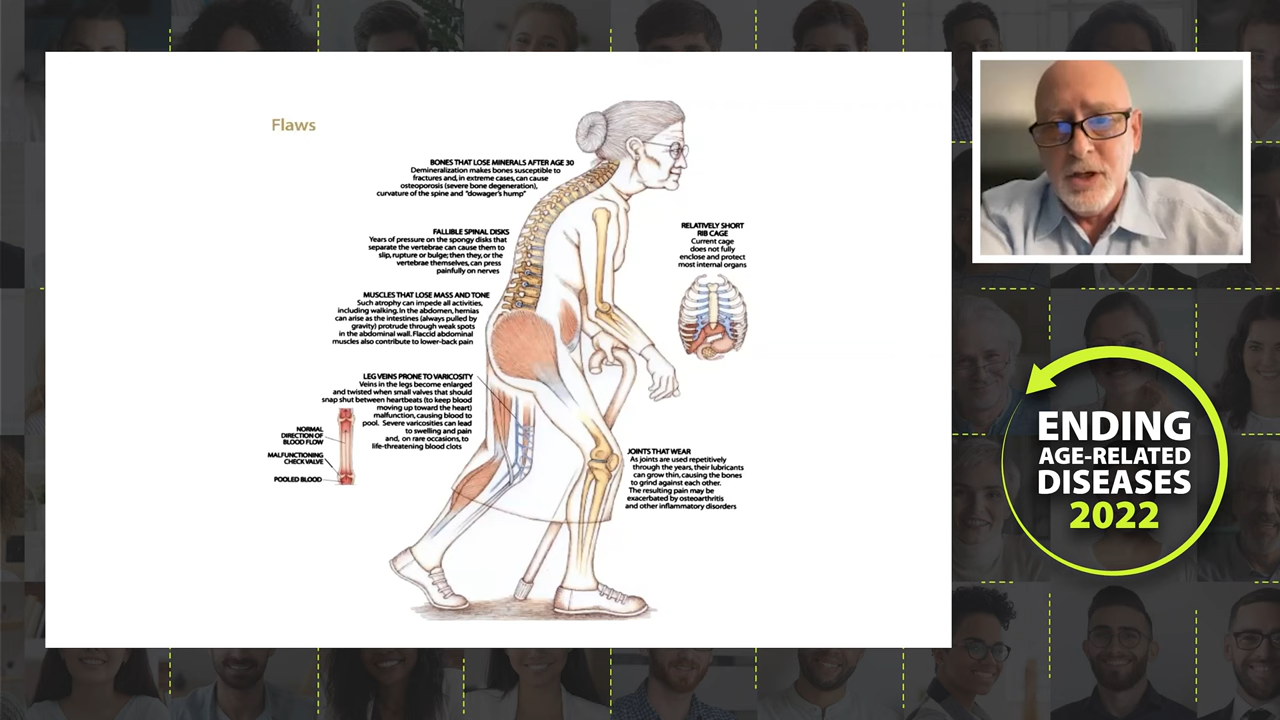 Flaws
BONES THAT LOSE MINERALS AFTER AGE 30
Demineralization makes bones susceptible to
fractures and, in extreme cases, can cause
osteoporosis (severe bone degeneration),
curvature of the spine and "dowager's hump"
FALLIBLE SPINAL DISKS
Years of pressure on the spongy disks that
separate the vertebrae can cause them to
slip, rupture or bulge; then they, or the
vertebrae themselves, can press
painfully on nerves
MUSCLES THAT LOSE MASS AND TONE
Such atrophy can impede all activities,
including walking. In the abdomen, hernias
can arise as the intestines (always pulled by
gravity) protrude through weak spots
in the abdominal wall. Flaccid abdominal
muscles also contribute to lower-back pain
LEG VEINS PRONE TO VARICOSITY
Veins in the legs become enlarged
and twisted when small valves that should
snap shut between heartbeats (to keep blood
moving up toward the heart)
malfunction, causing blood to
pool. Severe varicosities can lead
to swelling and pain
and, on rare occasions, to
life-threatening blood clots
NORMAL
DIRECTION OF
BLOOD FLOW
MALFUNCTIONING
CHECK VALVE
POOLED BLOOD
RELATIVELY SHORT
RIB CAGE
Current cage
does not fully
enclose and protect
most internal organs
JOINTS THAT WEAR
As joints are used repetitively
through the years, their lubricants
can grow thin, causing the bones
to grind against each other.
The resulting pain may be
exacerbated by osteoarthritis
and other inflammatory disorders
ENDING
AGE-RELATED
DISEASES
2022